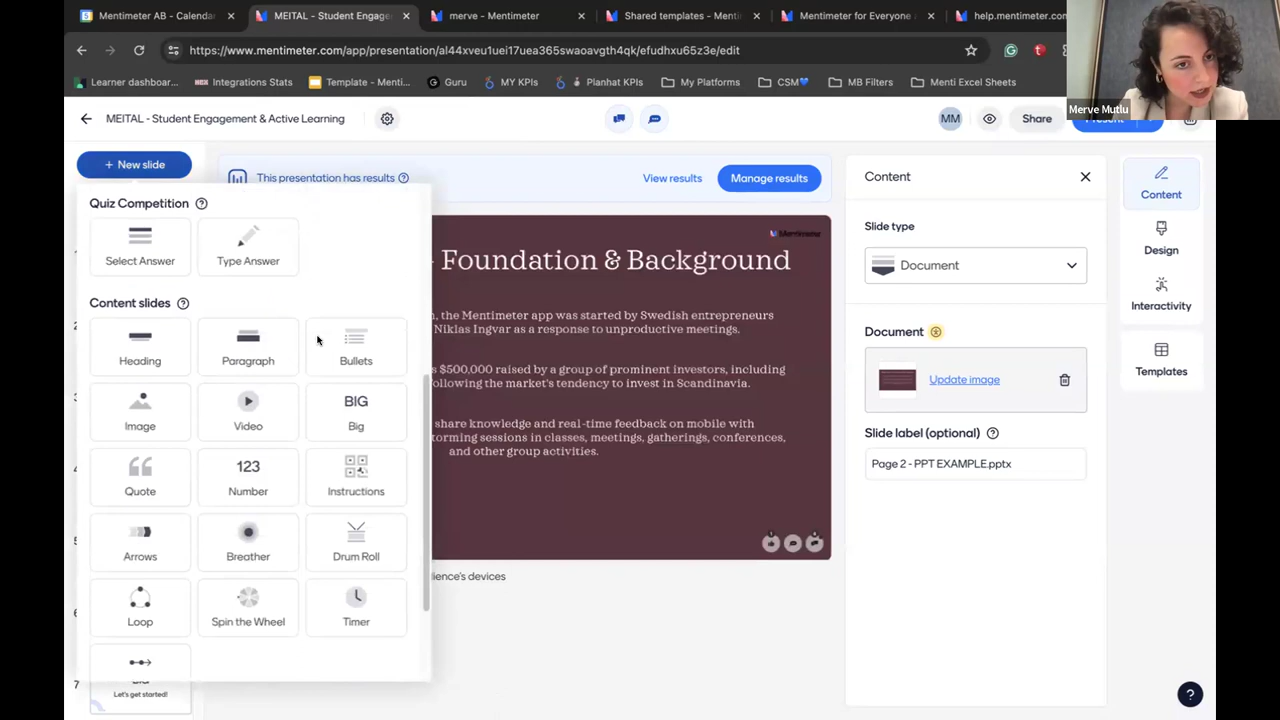 Mentimeter AB - Calenda
MEITAL - Student Engage
merve - Mentimeter
Shared templates - Menti
Mentimeter for Everyone
help.mentimeter.com
https://www.mentimeter.com/app/presentation/al44xveu1uei17uea365swaoavgth4qk/efudhxu65z3e/edit
Learner dashboar...
Integrations Stats
Template - Menti...
Guru
MY KPIs
Planhat KPIs
My Platforms
CSM
MB Filters
Menti Excel Sheets
Merve Mutlu
MEITAL - Student Engagement & Active Learning
MM
Share
Present
+ New slide
This presentation has results
View results
Manage results
Content
Content
Design
Interactivity
Templates
Quiz Competition
Select Answer
Type Answer
Content slides
Heading
Paragraph
Bullets
Image
Video
BIG
Big
Quote
123
Number
Instructions
Arrows
Breather
Drum Roll
Loop
Spin the Wheel
Timer
7
Let's get started!
Mentimeter
- Foundation & Background
, the Mentimeter app was started by Swedish entrepreneurs
Niklas Ingvar as a response to unproductive meetings.
$500,000 raised by a group of prominent investors, including
ollowing the market's tendency to invest in Scandinavia.
share knowledge and real-time feedback on mobile with
torming sessions in classes, meetings, gatherings, conferences,
and other group activities.
ience's devices
Slide type
Document
Document
Update image
Slide label (optional)
Page 2 - PPT EXAMPLE.pptx
?